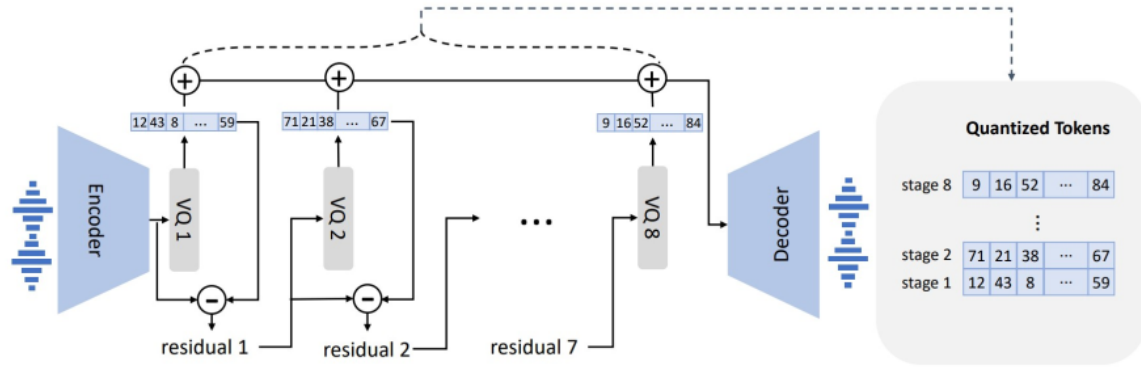 12 43 8 ... 59
71 21 38 ... 67
9 16 52 ... 84
Encoder
VQ 1
VQ 2
...
VQ 8
Decoder
residual 1
residual 2
residual 7
Quantized Tokens
stage 8 9 16 52 ... 84
⋮
stage 2 71 21 38 ... 67
stage 1 12 43 8 ... 59